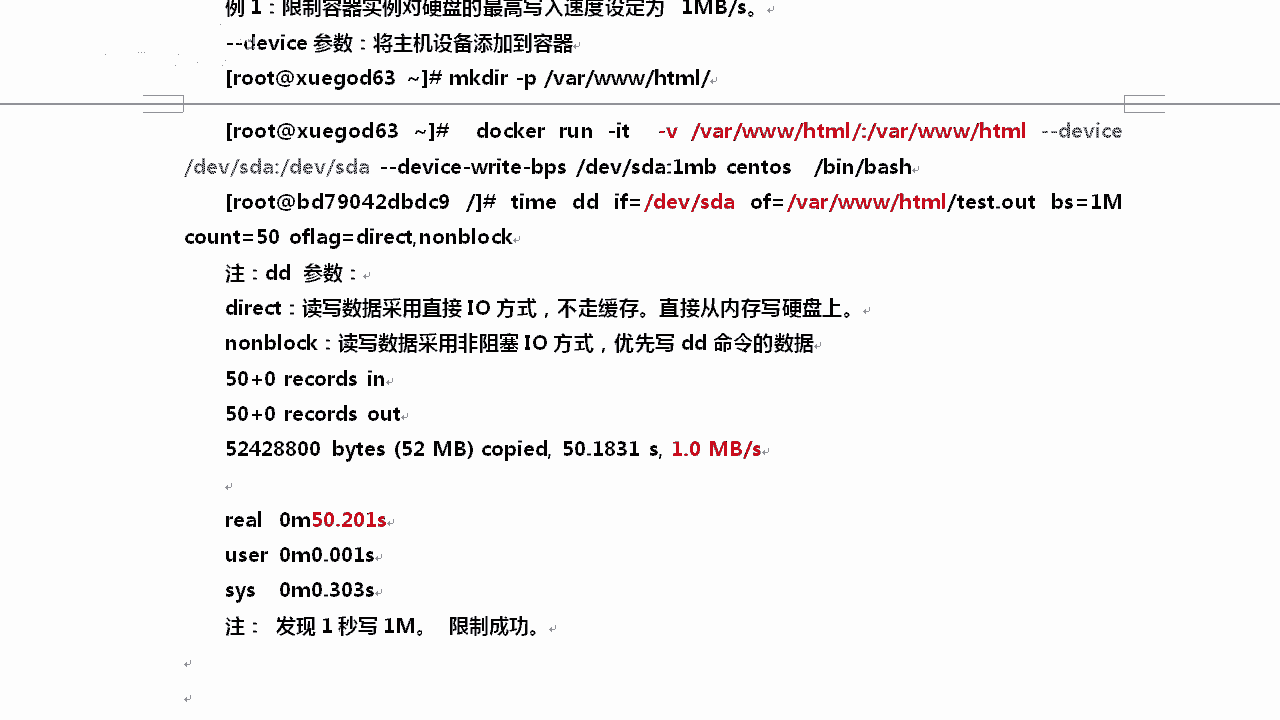 例 1：限制容器实例对硬盘的最高写入速度设定为 1MB/s。
--device 参数：将主机设备添加到容器
[root@xuegod63 ~]# mkdir -p /var/www/html/
[root@xuegod63 ~]# docker run -it -v /var/www/html/:/var/www/html --device
/dev/sda:/dev/sda --device-write-bps /dev/sda:1mb centos /bin/bash
[root@bd79042dbdc9 /]# time dd if=/dev/sda of=/var/www/html/test.out bs=1M
count=50 oflag=direct,nonblock
注：dd 参数：
direct：读写数据采用直接 IO 方式，不走缓存。直接从内存写硬盘上。
nonblock：读写数据采用非阻塞 IO 方式，优先写 dd 命令的数据
50+0 records in
50+0 records out
52428800 bytes (52 MB) copied, 50.1831 s, 1.0 MB/s
real 0m50.201s
user 0m0.001s
sys 0m0.303s
注： 发现 1 秒写 1M。 限制成功。